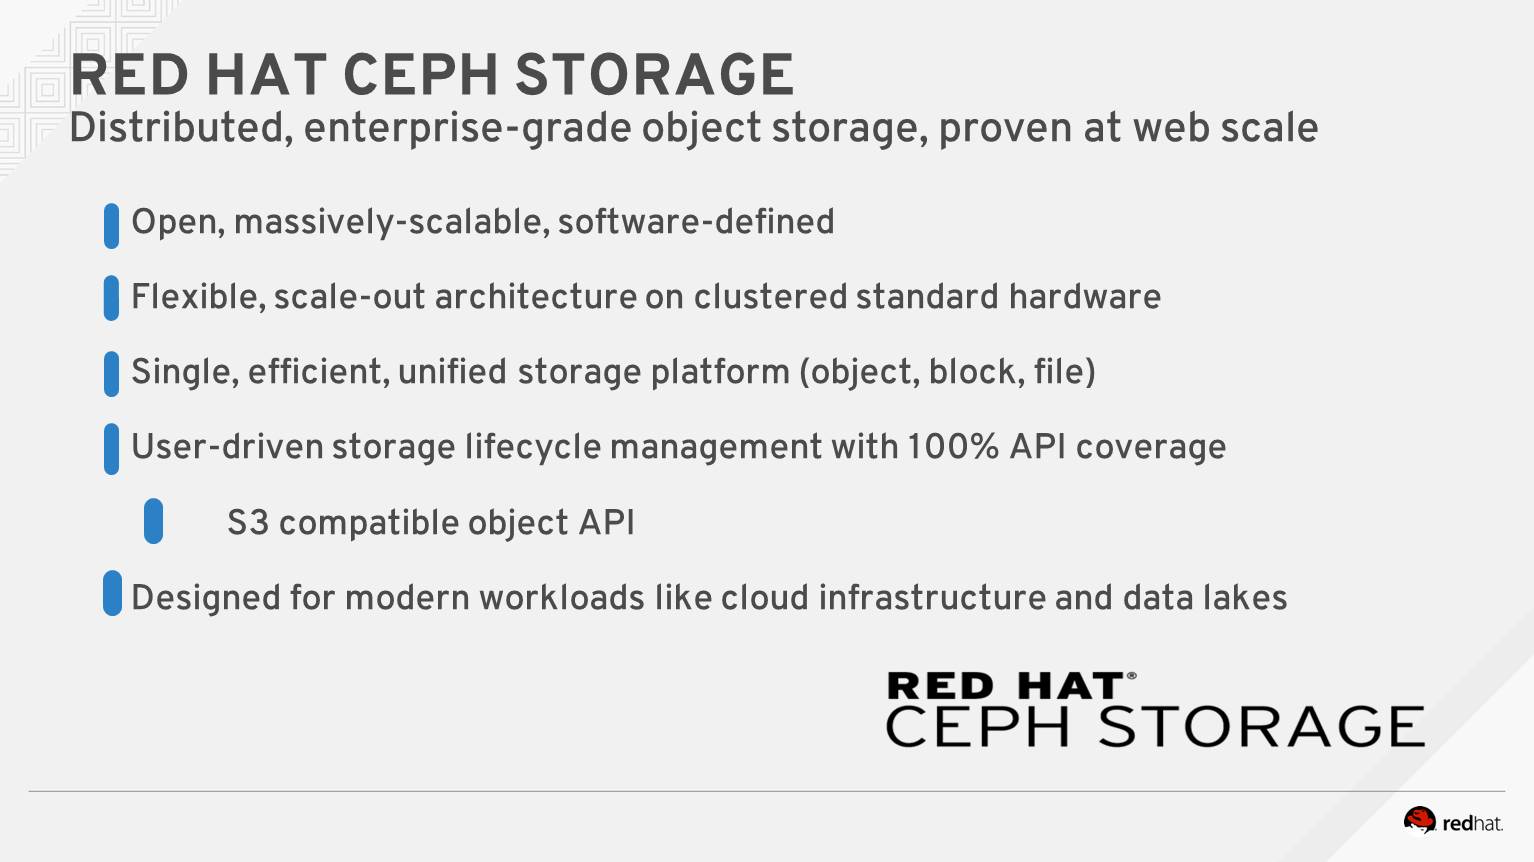 RED HAT CEPH STORAGE
Distributed, enterprise-grade object storage, proven at web scale
Open, massively-scalable, software-defined
Flexible, scale-out architecture on clustered standard hardware
Single, efficient, unified storage platform (object, block, file)
User-driven storage lifecycle management with 100% API coverage
S3 compatible object API
Designed for modern workloads like cloud infrastructure and data lakes
RED HAT®
CEPH STORAGE
redhat.